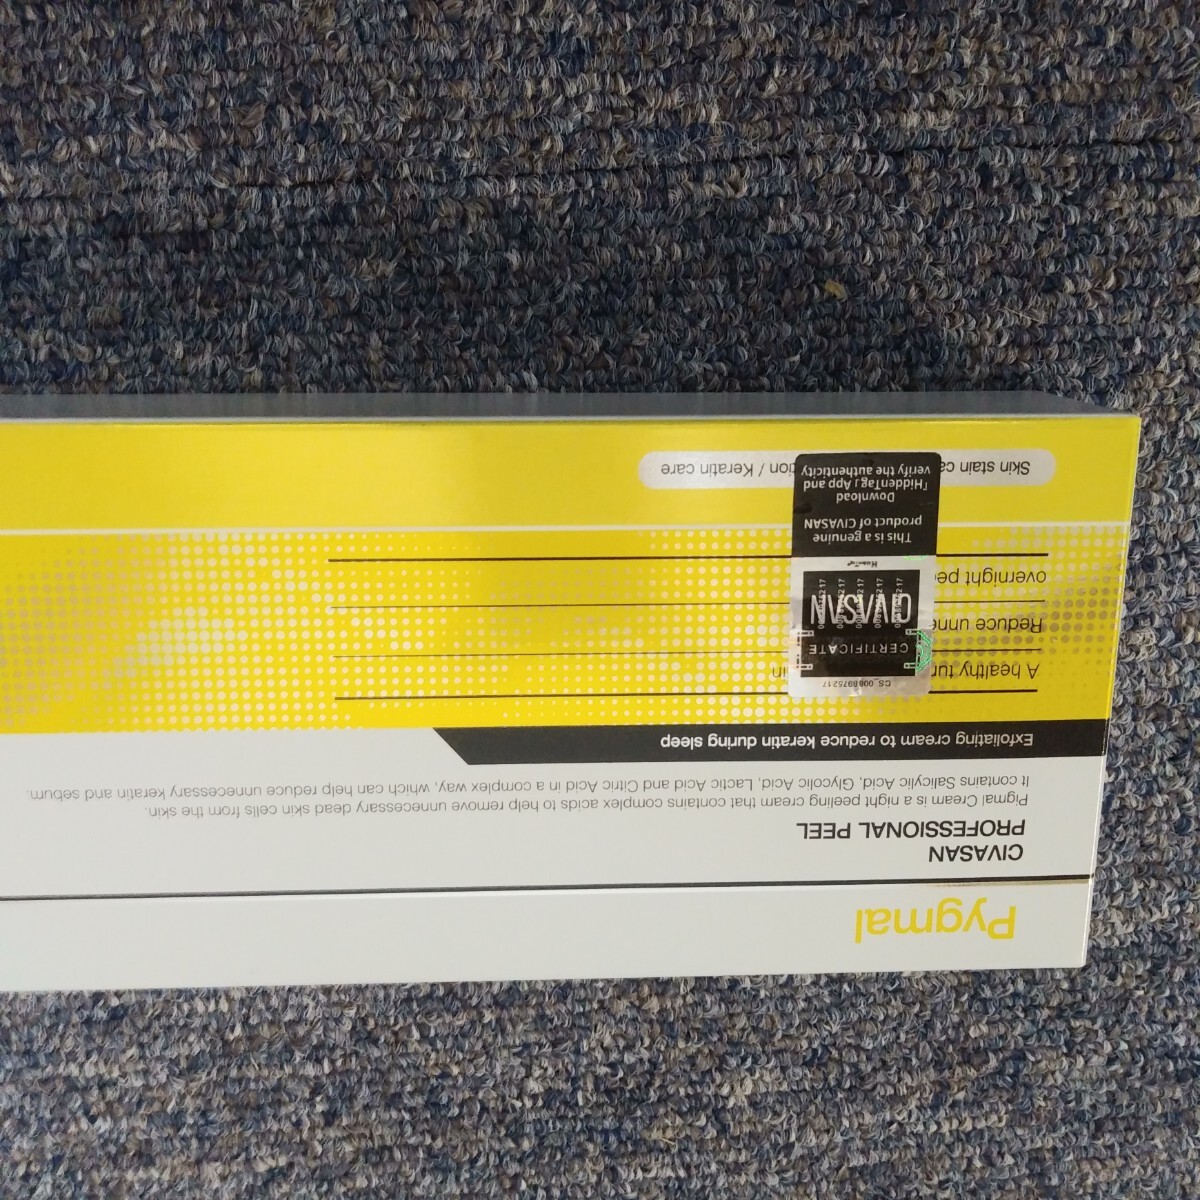 Pygmal
CIVASAN
PROFESSIONAL PEEL
Pigmal Cream is a night peeling cream that contains complex acids to help remove unnecessary dead skin cells from the skin.
It contains Salicylic Acid, Glycolic Acid, Lactic Acid and Citric Acid in a complex way, which can help reduce unnecessary keratin and sebum.
Exfoliating cream to reduce keratin during sleep
A healthy
Reduce
overnight
Skin stain / Keratin care
CS_0008975217
CERTIFICATE
CIVASAN
This is a genuine
product of CIVASAN
Download
「HiddenTag」 App and
verify the authenticity